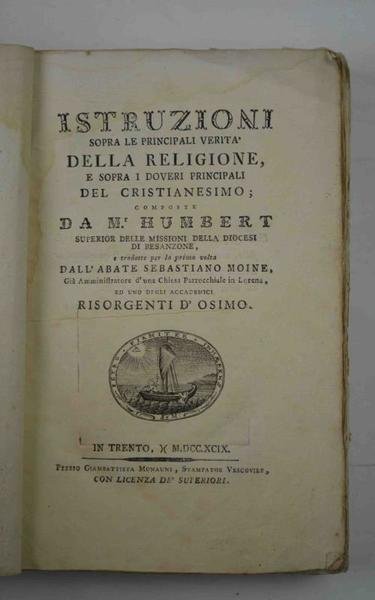 ISTRUZIONI
SOPRA LE PRINCIPALI VERITA'
DELLA RELIGIONE,
E SOPRA I DOVERI PRINCIPALI
DEL CRISTIANESIMO;
COMPOSTE
DA M.r HUMBERT
SUPERIOR DELLE MISSIONI DELLA DIOCESI
DI BESANZONE,
e tradotte per la prima volta
DALL'ABATE SEBASTIANO MOINE,
Già Amministratore d'una Chiesa Parrocchiale in Lorena,
ED UNO DEGLI ACCADEMICI
RISORGENTI D'OSIMO.
IN TRENTO, )( M.DCC.XCIX.
Presso Giambattista Monauni, Stampator Vescovile,
CON LICENZA DE' SUPERIORI.